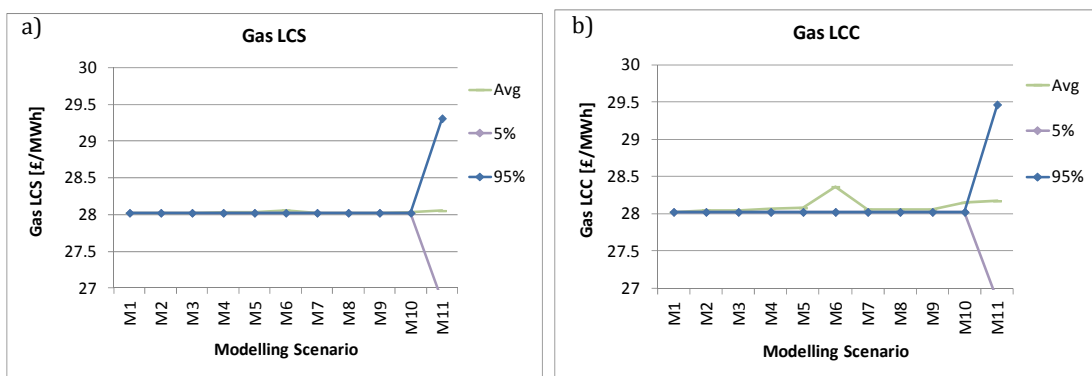 a)
Gas LCS
30
29.5
29
28.5
28
27.5
27
Gas LCS [£/MWh]
M1
M2
M3
M4
M5
M6
M7
M8
M9
M10
M11
Modelling Scenario
Avg
5%
95%
b)
Gas LCC
30
29.5
29
28.5
28
27.5
27
Gas LCC [£/MWh]
M1
M2
M3
M4
M5
M6
M7
M8
M9
M10
M11
Modelling Scenario
Avg
5%
95%